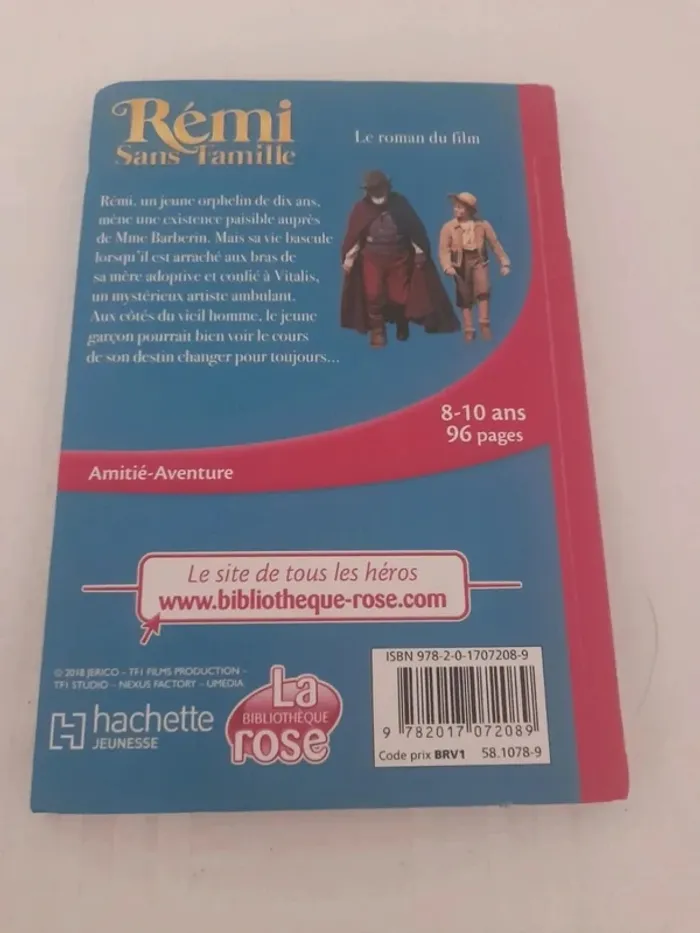 Rémi
Sans Famille
Le roman du film
Rémi, un jeune orphelin de dix ans,
mène une existence paisible auprès
de Mme Barberin. Mais sa vie bascule
lorsqu'il est arraché aux bras de
sa mère adoptive et confié à Vitalis,
un mystérieux artiste ambulant.
Aux côtés du vieil homme, le jeune
garçon pourrait bien voir le cours
de son destin changer pour toujours...
8-10 ans
96 pages
Amitié-Aventure
Le site de tous les héros
www.bibliotheque-rose.com
© 2018 JERICO - TF1 FILMS PRODUCTION -
TF1 STUDIO - NEXUS FACTORY - UMEDIA
hachette
JEUNESSE
La
BIBLIOTHÈQUE
rose
ISBN 978-2-0-1707208-9
9 782017 072089
Code prix BRV1 58.1078-9